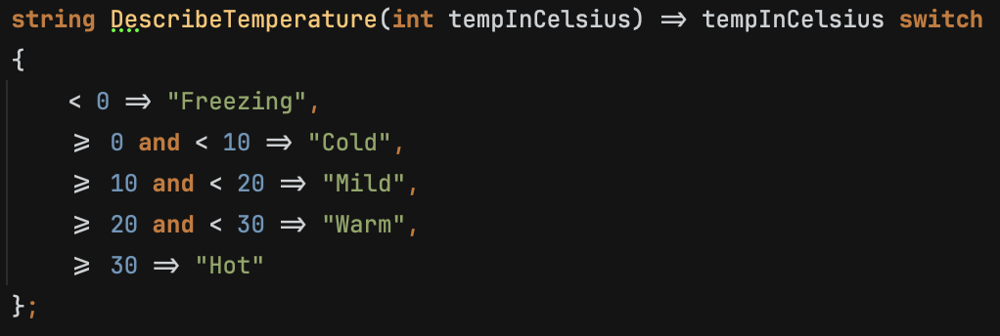 string DescribeTemperature(int tempInCelsius) => tempInCelsius switch
{
    < 0 => "Freezing",
    >= 0 and < 10 => "Cold",
    >= 10 and < 20 => "Mild",
    >= 20 and < 30 => "Warm",
    >= 30 => "Hot"
};